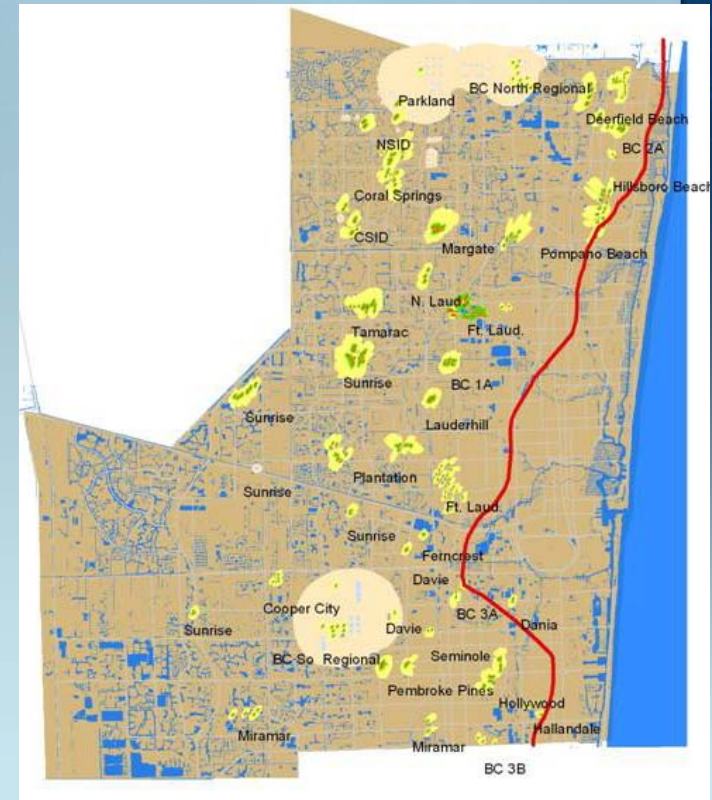 BC North Regional
Parkland
Deerfield Beach
NSID
BC 2A
Hillsboro Beach
Coral Springs
CSID
Margate
Pompano Beach
N. Laud.
Ft. Laud.
Tamarac
Sunrise
BC 1A
Sunrise
Lauderhill
Plantation
Sunrise
Ft. Laud.
Sunrise
Ferncrest
Davie
Cooper City
BC 3A
Dania
Sunrise
Davie
BC So Regional
Seminole
Pembroke Pines
Hollywood
Hallandale
Miramar
Miramar
BC 3B